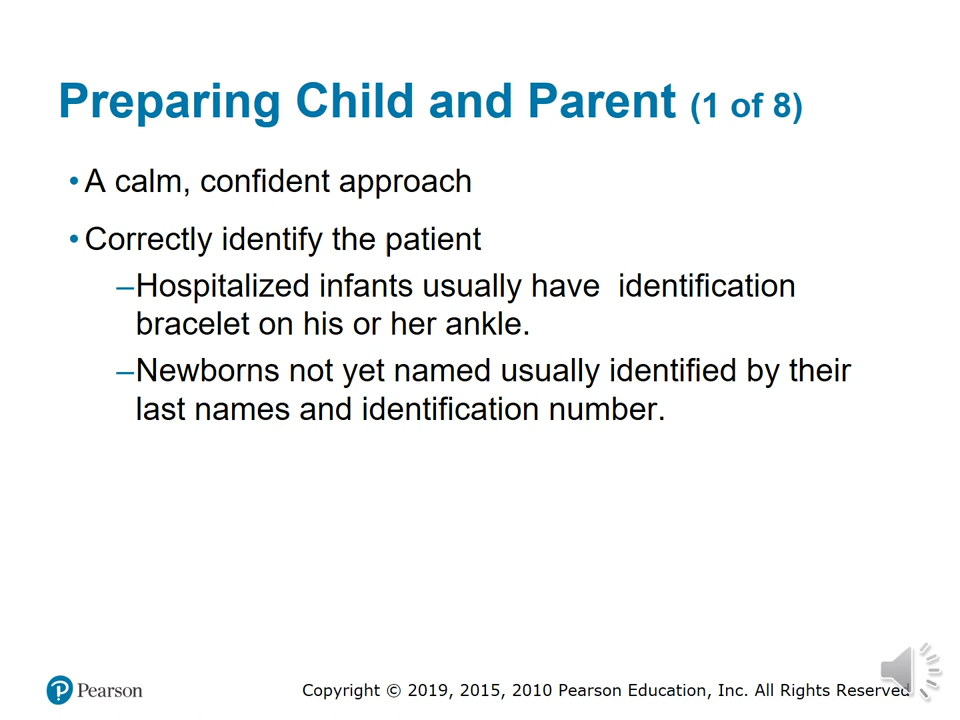 Preparing Child and Parent (1 of 8)
• A calm, confident approach
• Correctly identify the patient
–Hospitalized infants usually have  identification
bracelet on his or her ankle.
–Newborns not yet named usually identified by their
last names and identification number.
Pearson
Copyright © 2019, 2015, 2010 Pearson Education, Inc. All Rights Reserved